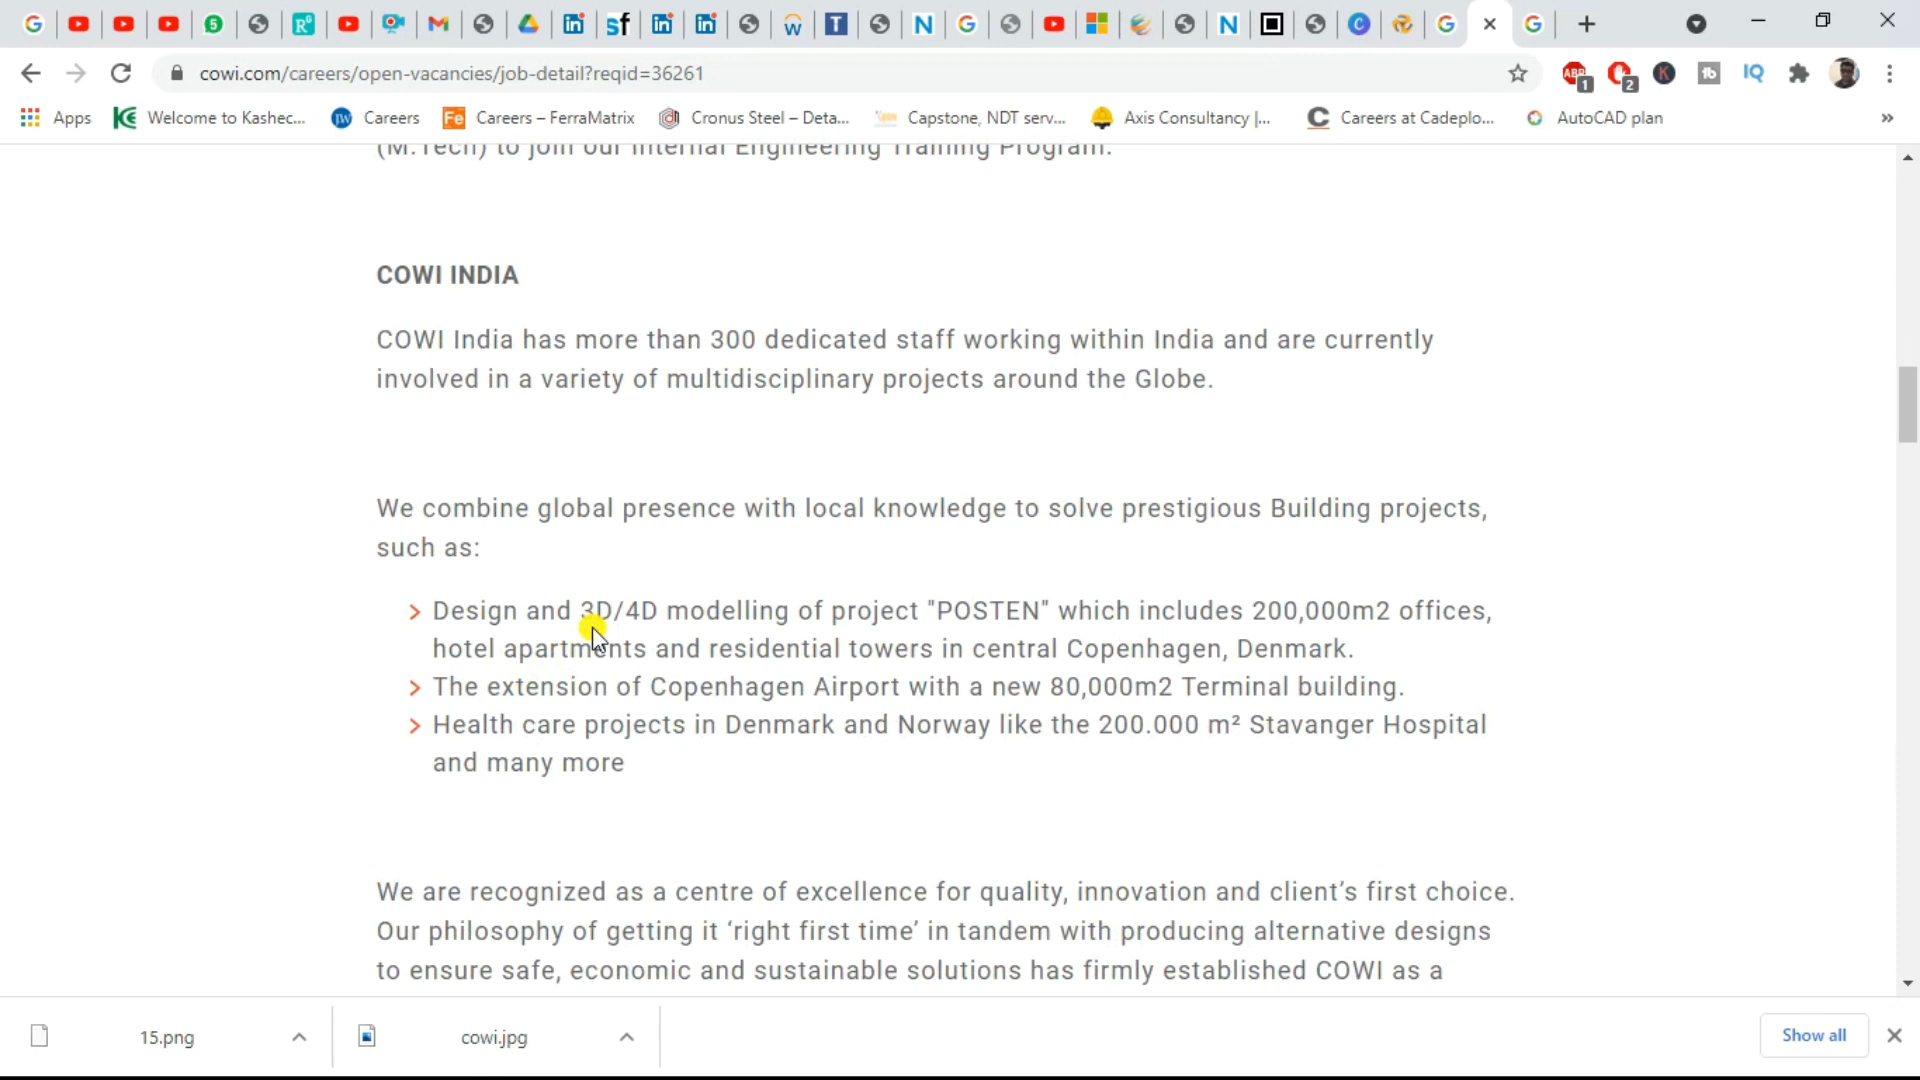 cowi.com/careers/open-vacancies/job-detail?reqid=36261
Apps Welcome to Kashec... Careers Careers – FerraMatrix Cronus Steel – Deta... Capstone, NDT serv... Axis Consultancy |... Careers at Cadeplo... AutoCAD plan »
(M.Tech) to join our Internal Engineering Training Program.
COWI INDIA
COWI India has more than 300 dedicated staff working within India and are currently
involved in a variety of multidisciplinary projects around the Globe.
We combine global presence with local knowledge to solve prestigious Building projects,
such as:
> Design and 3D/4D modelling of project "POSTEN" which includes 200,000m2 offices,
hotel apartments and residential towers in central Copenhagen, Denmark.
> The extension of Copenhagen Airport with a new 80,000m2 Terminal building.
> Health care projects in Denmark and Norway like the 200.000 m² Stavanger Hospital
and many more
We are recognized as a centre of excellence for quality, innovation and client’s first choice.
Our philosophy of getting it ‘right first time’ in tandem with producing alternative designs
to ensure safe, economic and sustainable solutions has firmly established COWI as a
15.png cowi.jpg Show all